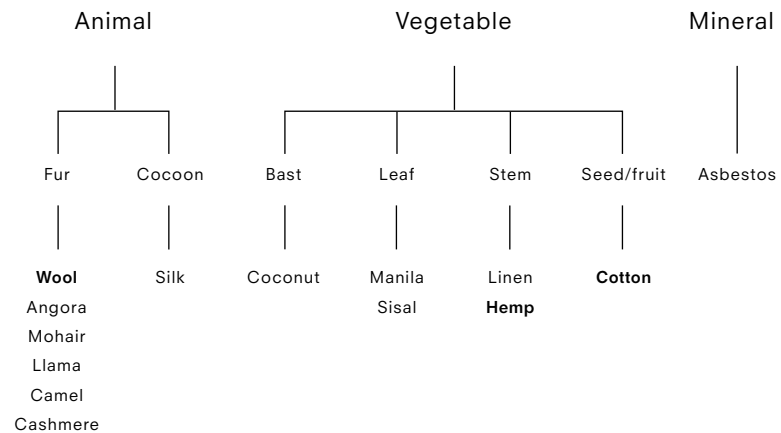 Animal Vegetable Mineral
Fur Cocoon Bast Leaf Stem Seed/fruit Asbestos
Wool Silk Coconut Manila Linen Cotton
Angora Sisal Hemp
Mohair
Llama
Camel
Cashmere